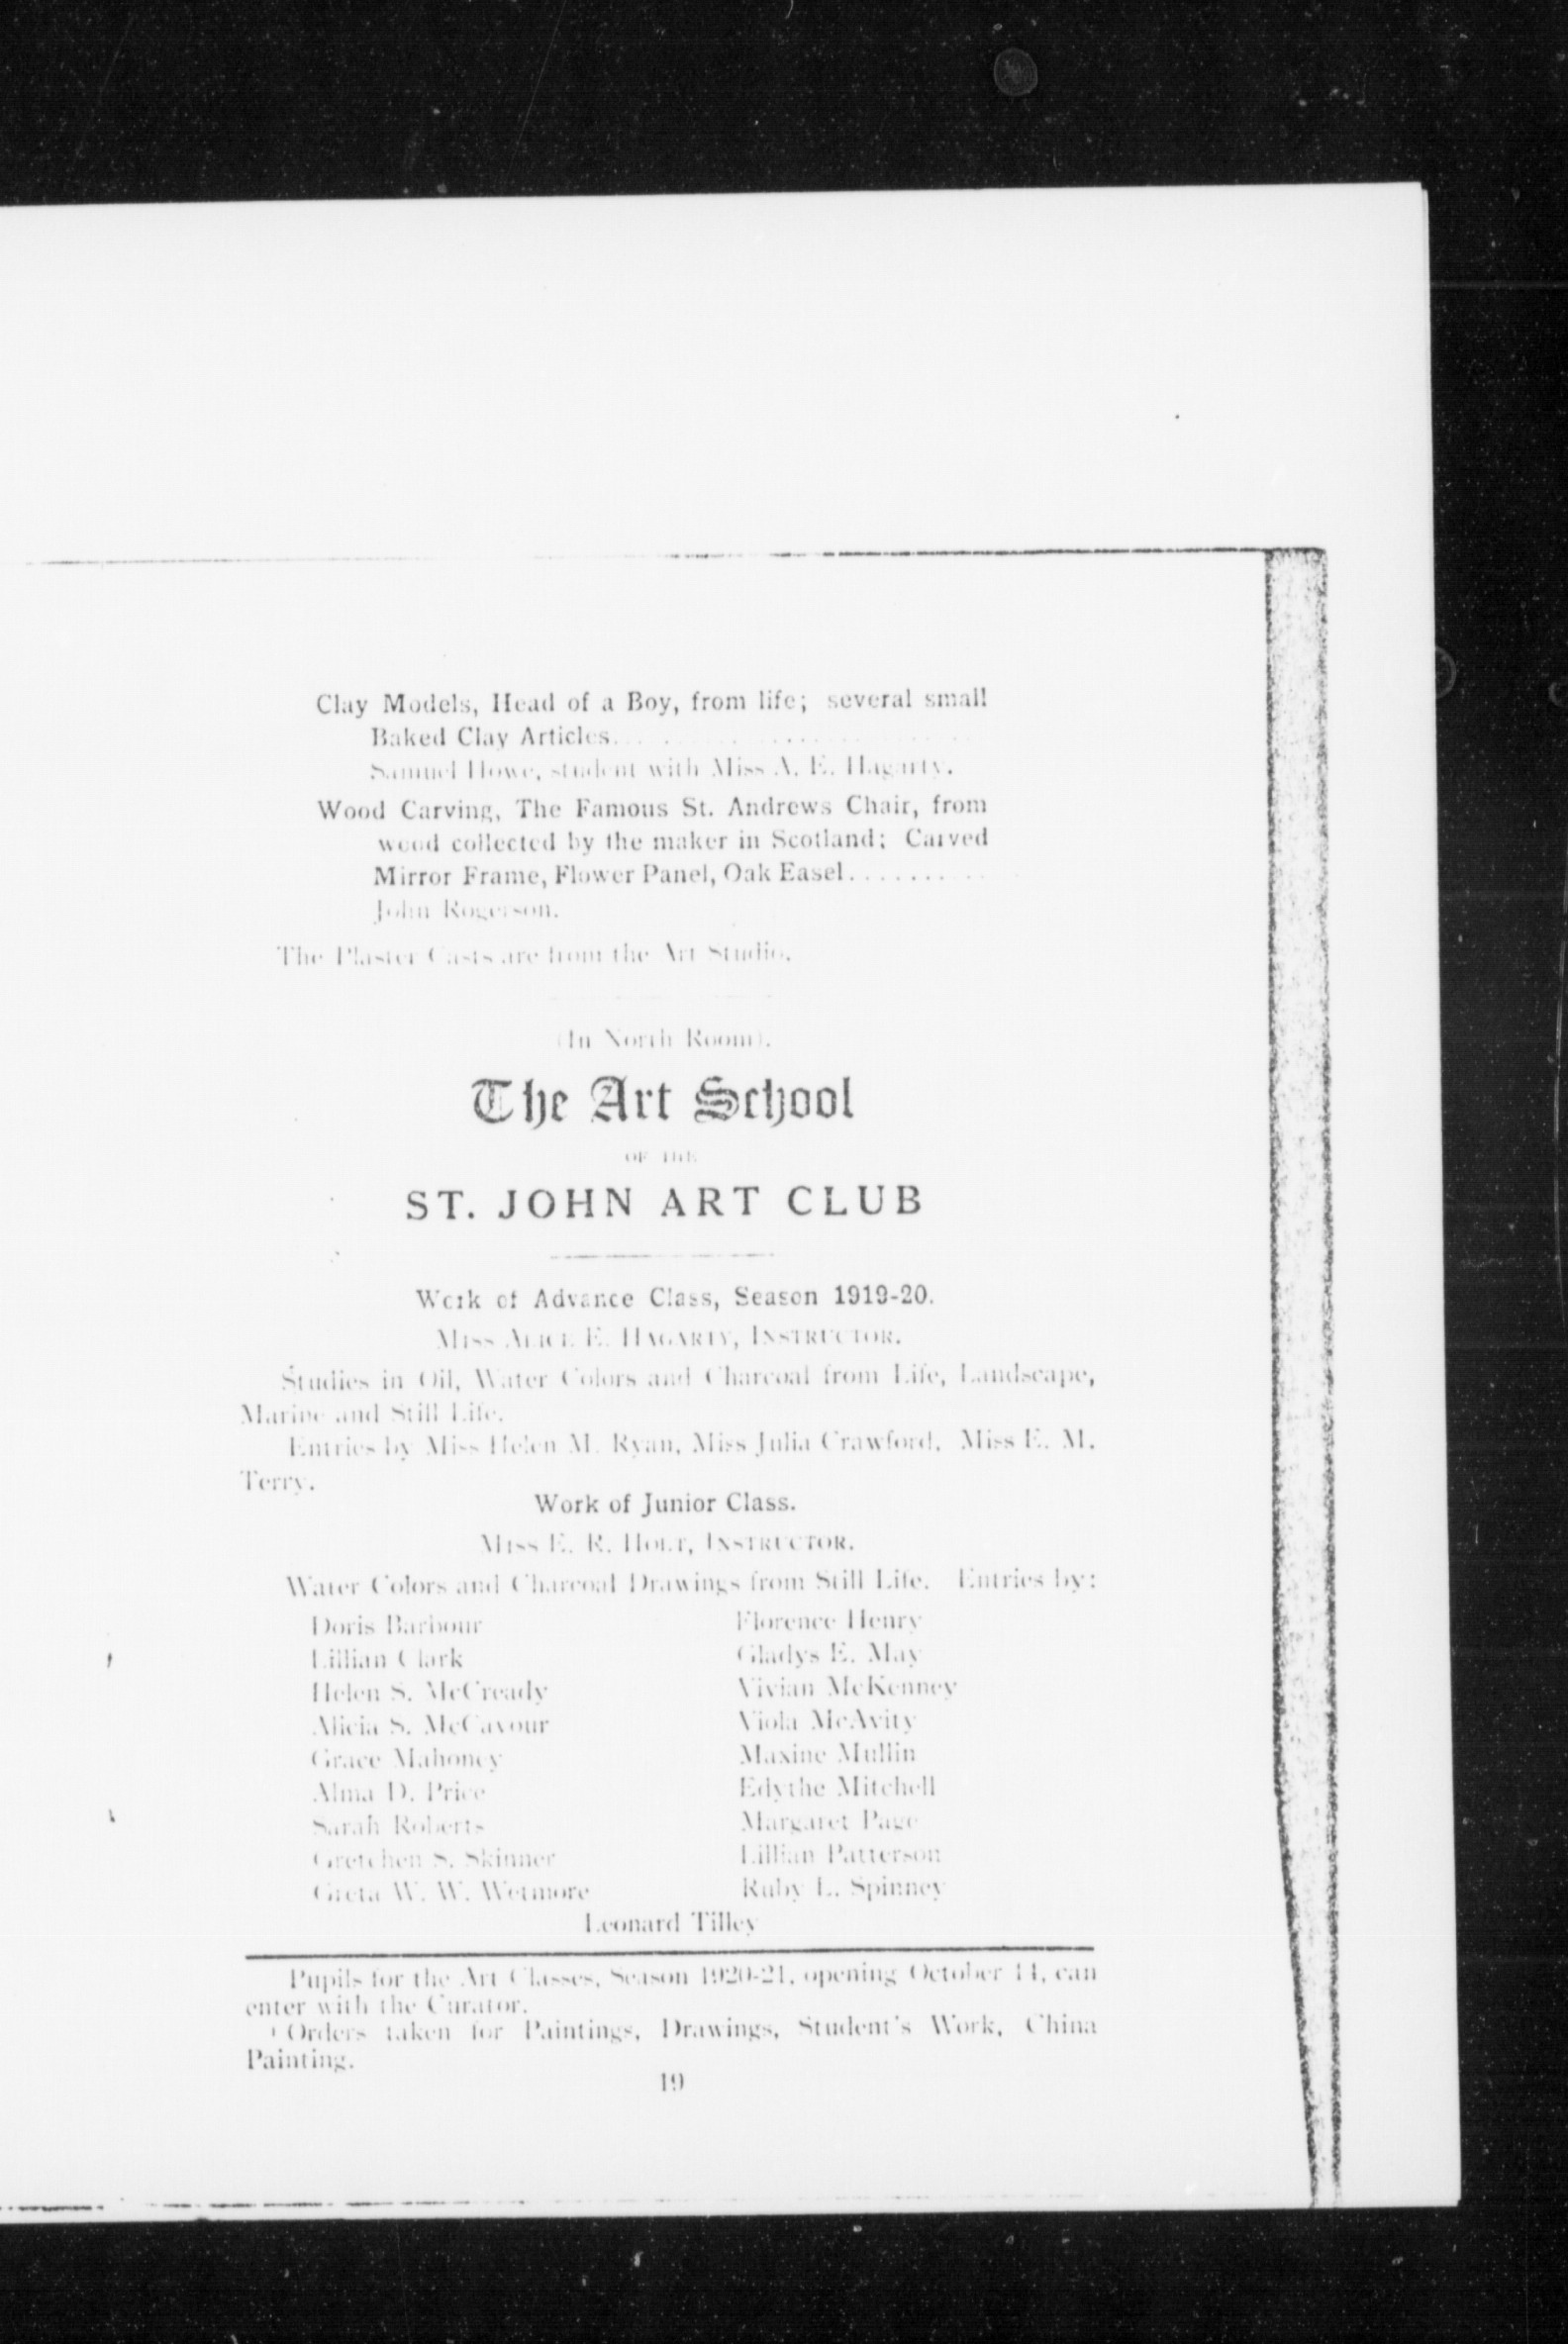 Clay Models, Head of a Boy, from life; several small
Baked Clay Articles.
Samuel Howe, student with Miss A. E. Hagarty.
Wood Carving, The Famous St. Andrews Chair, from
wood collected by the maker in Scotland; Carved
Mirror Frame, Flower Panel, Oak Easel..........
John Rogerson.
The Plaster Casts are from the Art Studio.
(In North Room).
The Art School
OF THE
ST. JOHN ART CLUB
Work of Advance Class, Season 1919-20.
MISS ALICE E. HAGARTY, INSTRUCTOR.
Studies in Oil, Water Colors and Charcoal from Life, Landscape,
Marine and Still Life.
Entries by Miss Helen M. Ryan, Miss Julia Crawford, Miss E. M.
Terry.
Work of Junior Class.
MISS E. R. HOLT, INSTRUCTOR.
Water Colors and Charcoal Drawings from Still Life. Entries by:
Doris Barbour
Lillian Clark
Helen S. McCready
Alicia S. McCavour
Grace Mahoney
Alma D. Price
Sarah Roberts
Gretchen S. Skinner
Greta W. W. Wetmore
Florence Henry
Gladys E. May
Vivian McKenney
Viola McAvity
Maxine Mullin
Edythe Mitchell
Margaret Page
Lillian Patterson
Ruby L. Spinney
Leonard Tilley
Pupils for the Art Classes, Season 1920-21, opening October 14, can
enter with the Curator.
Orders taken for Paintings, Drawings, Student's Work, China
Painting.
19